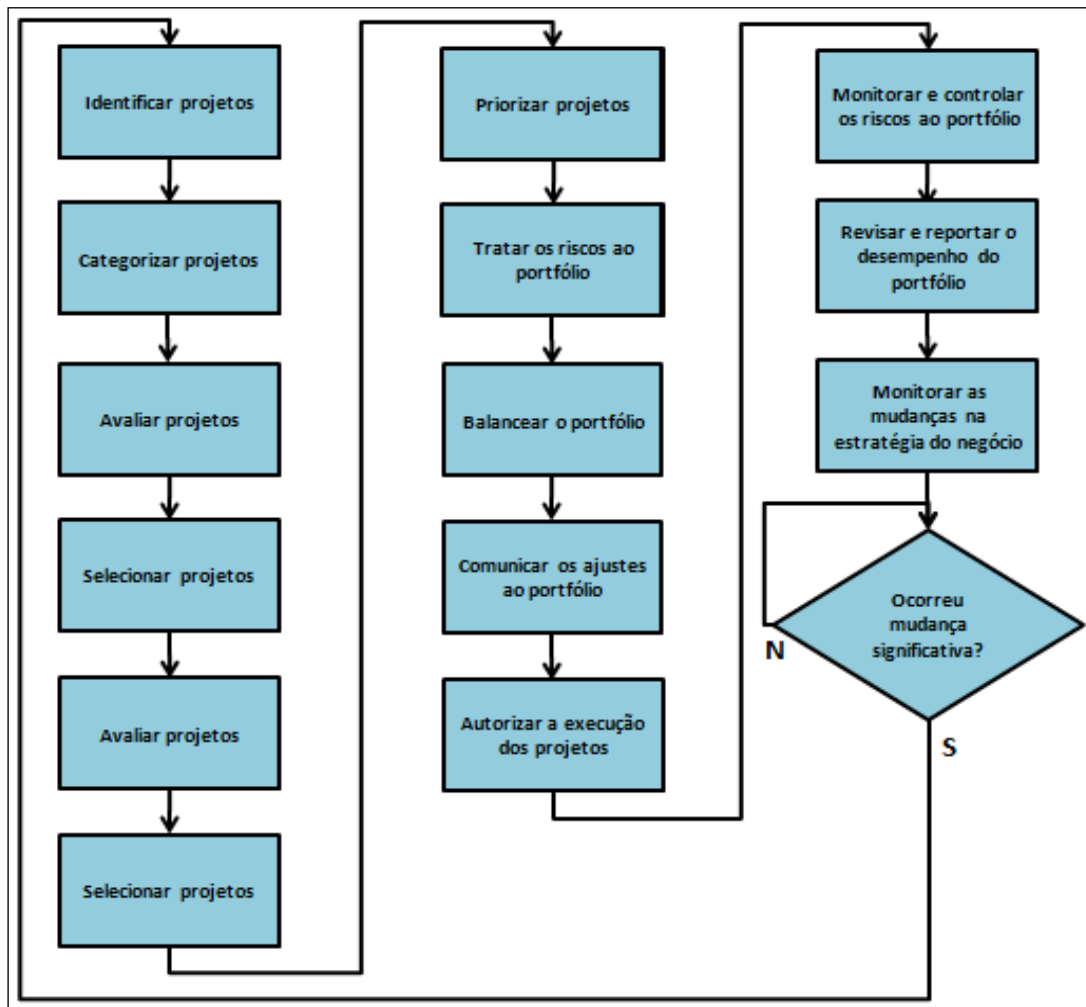 Identificar projetos
Categorizar projetos
Avaliar projetos
Selecionar projetos
Avaliar projetos
Selecionar projetos
Priorizar projetos
Tratar os riscos ao
portfólio
Balancear o portfólio
Comunicar os ajustes
ao portfólio
Autorizar a execução
dos projetos
Monitorar e controlar
os riscos ao portfólio
Revisar e reportar o
desempenho do
portfólio
Monitorar as
mudanças na
estratégia do negócio
Ocorreu
mudança
significativa?
N
S